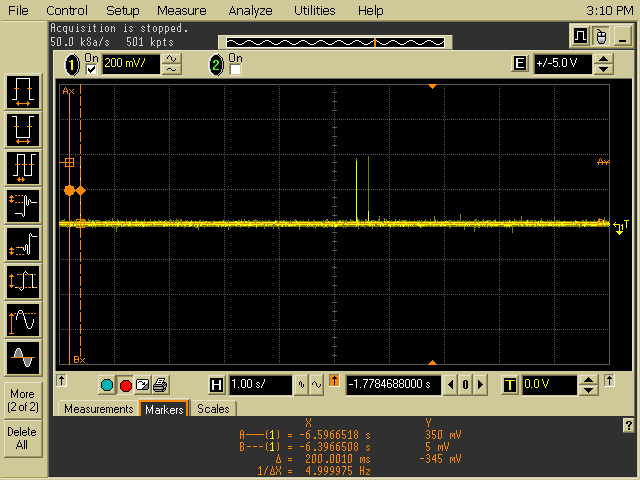 File Control Setup Measure Analyze Utilities Help 3:10 PM
Acquisition is stopped.
50.0 kSa/s 501 kpts
1 On 200 mV/ 2 On E +/-5.0 V
Ax
Ay
T
Bx
H 1.00 s/ T -1.7784688000 s 0 T 0.0 V
More
(2 of 2)
Delete
All
Measurements Markers Scales
?
X Y
A——(1) = -6.5966518 s 350 mV
B---(1) = -6.3966508 s 5 mV
Δ = 200.0010 ms -345 mV
1/ΔX = 4.999975 Hz